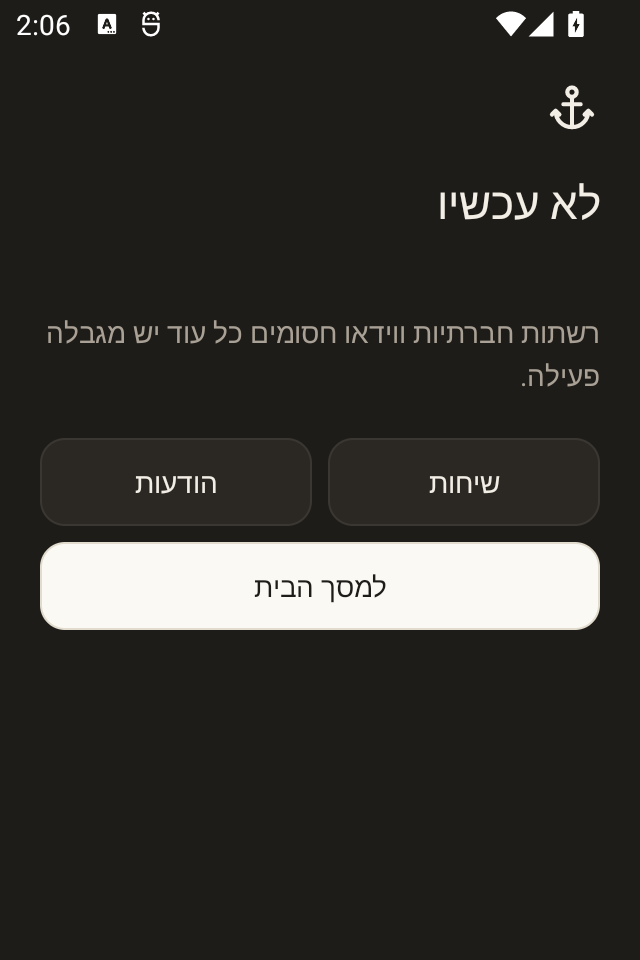 2:06
לא עכשיו
רשתות חברתיות ווידאו חסומים כל עוד יש מגבלה
פעילה.
שיחות
הודעות
למסך הבית